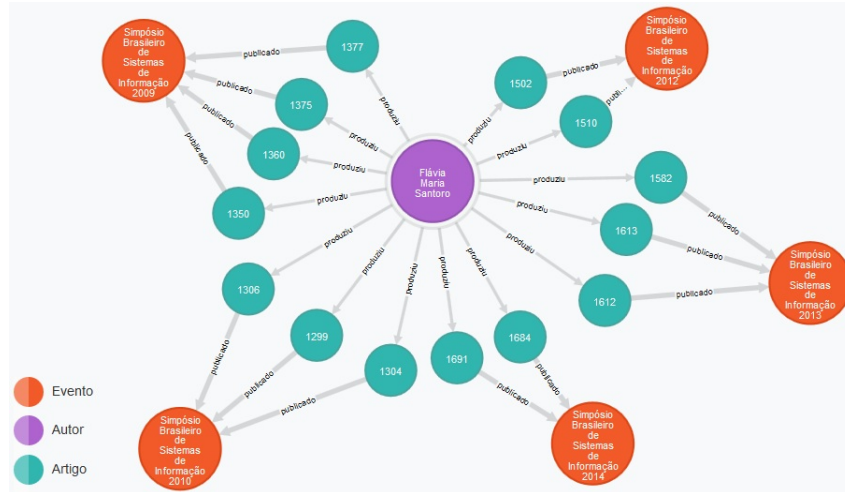 Simpósio
Brasileiro
de
Sistemas
de
Informação
2009
publicado
1377
publicado
1375
publicado
1360
publicado
1350
produziu
produziu
produziu
produziu
Flávia
Maria
Santoro
produziu
1502
publicado
Simpósio
Brasileiro
de
Sistemas
de
Informação
2012
produziu
1510
publi...
produziu
1582
publicado
produziu
1613
publicado
produziu
1612
publicado
Simpósio
Brasileiro
de
Sistemas
de
Informação
2013
produziu
1306
publicado
produziu
1299
publicado
produziu
1304
publicado
Simpósio
Brasileiro
de
Sistemas
de
Informação
2010
produziu
1691
publicado
produziu
1684
publicado
Simpósio
Brasileiro
de
Sistemas
de
Informação
2014
Evento
Autor
Artigo